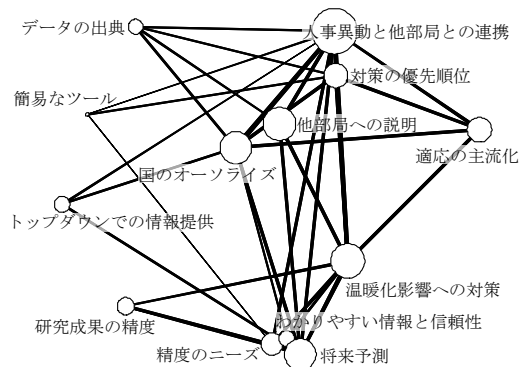 データの出典
人事異動と他部局との連携
対策の優先順位
簡易なツール
他部局への説明
適応の主流化
国のオーソライズ
トップダウンでの情報提供
温暖化影響への対策
わかりやすい情報と信頼性
研究成果の精度
精度のニーズ
将来予測